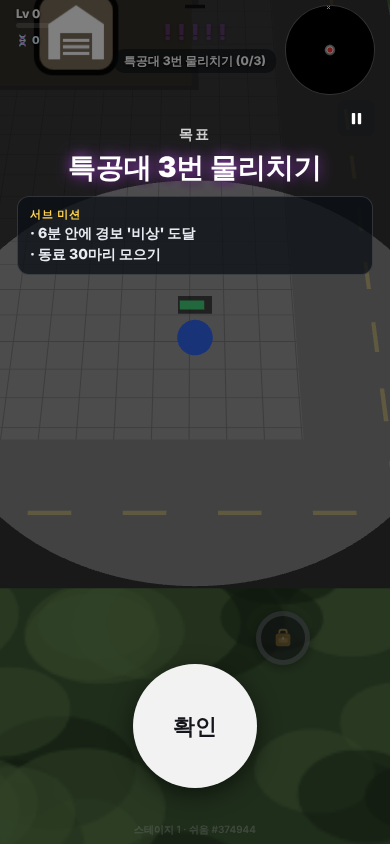 Lv 0
0
! ! ! ! !
특공대 3번 물리치기 (0/3)
목표
특공대 3번 물리치기
서브 미션
· 6분 안에 경보 '비상' 도달
· 동료 30마리 모으기
확인
스테이지 1 · 쉬움 #374944